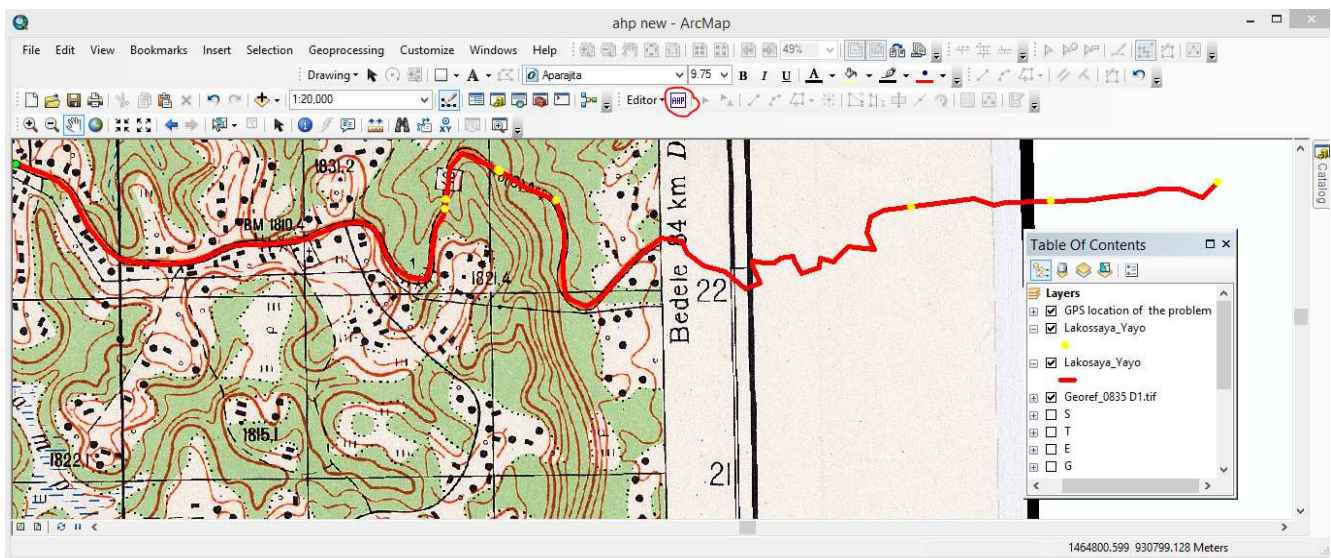 ahp new - ArcMap
File Edit View Bookmarks Insert Selection Geoprocessing Customize Windows Help 49%
Drawing A Aparajita 9.75 B I U A
1:20,000 Editor AHP
Catalog
1831.2
BM 1810.4
1821.4
1815.1
1822.1
Bedele 94 km D
22
21
Table Of Contents
Layers
GPS location of the problem
Lakossaya_Yayo
Lakosaya_Yayo
Georef_0835 D1.tif
S
T
E
G
1464800.599 930799.128 Meters